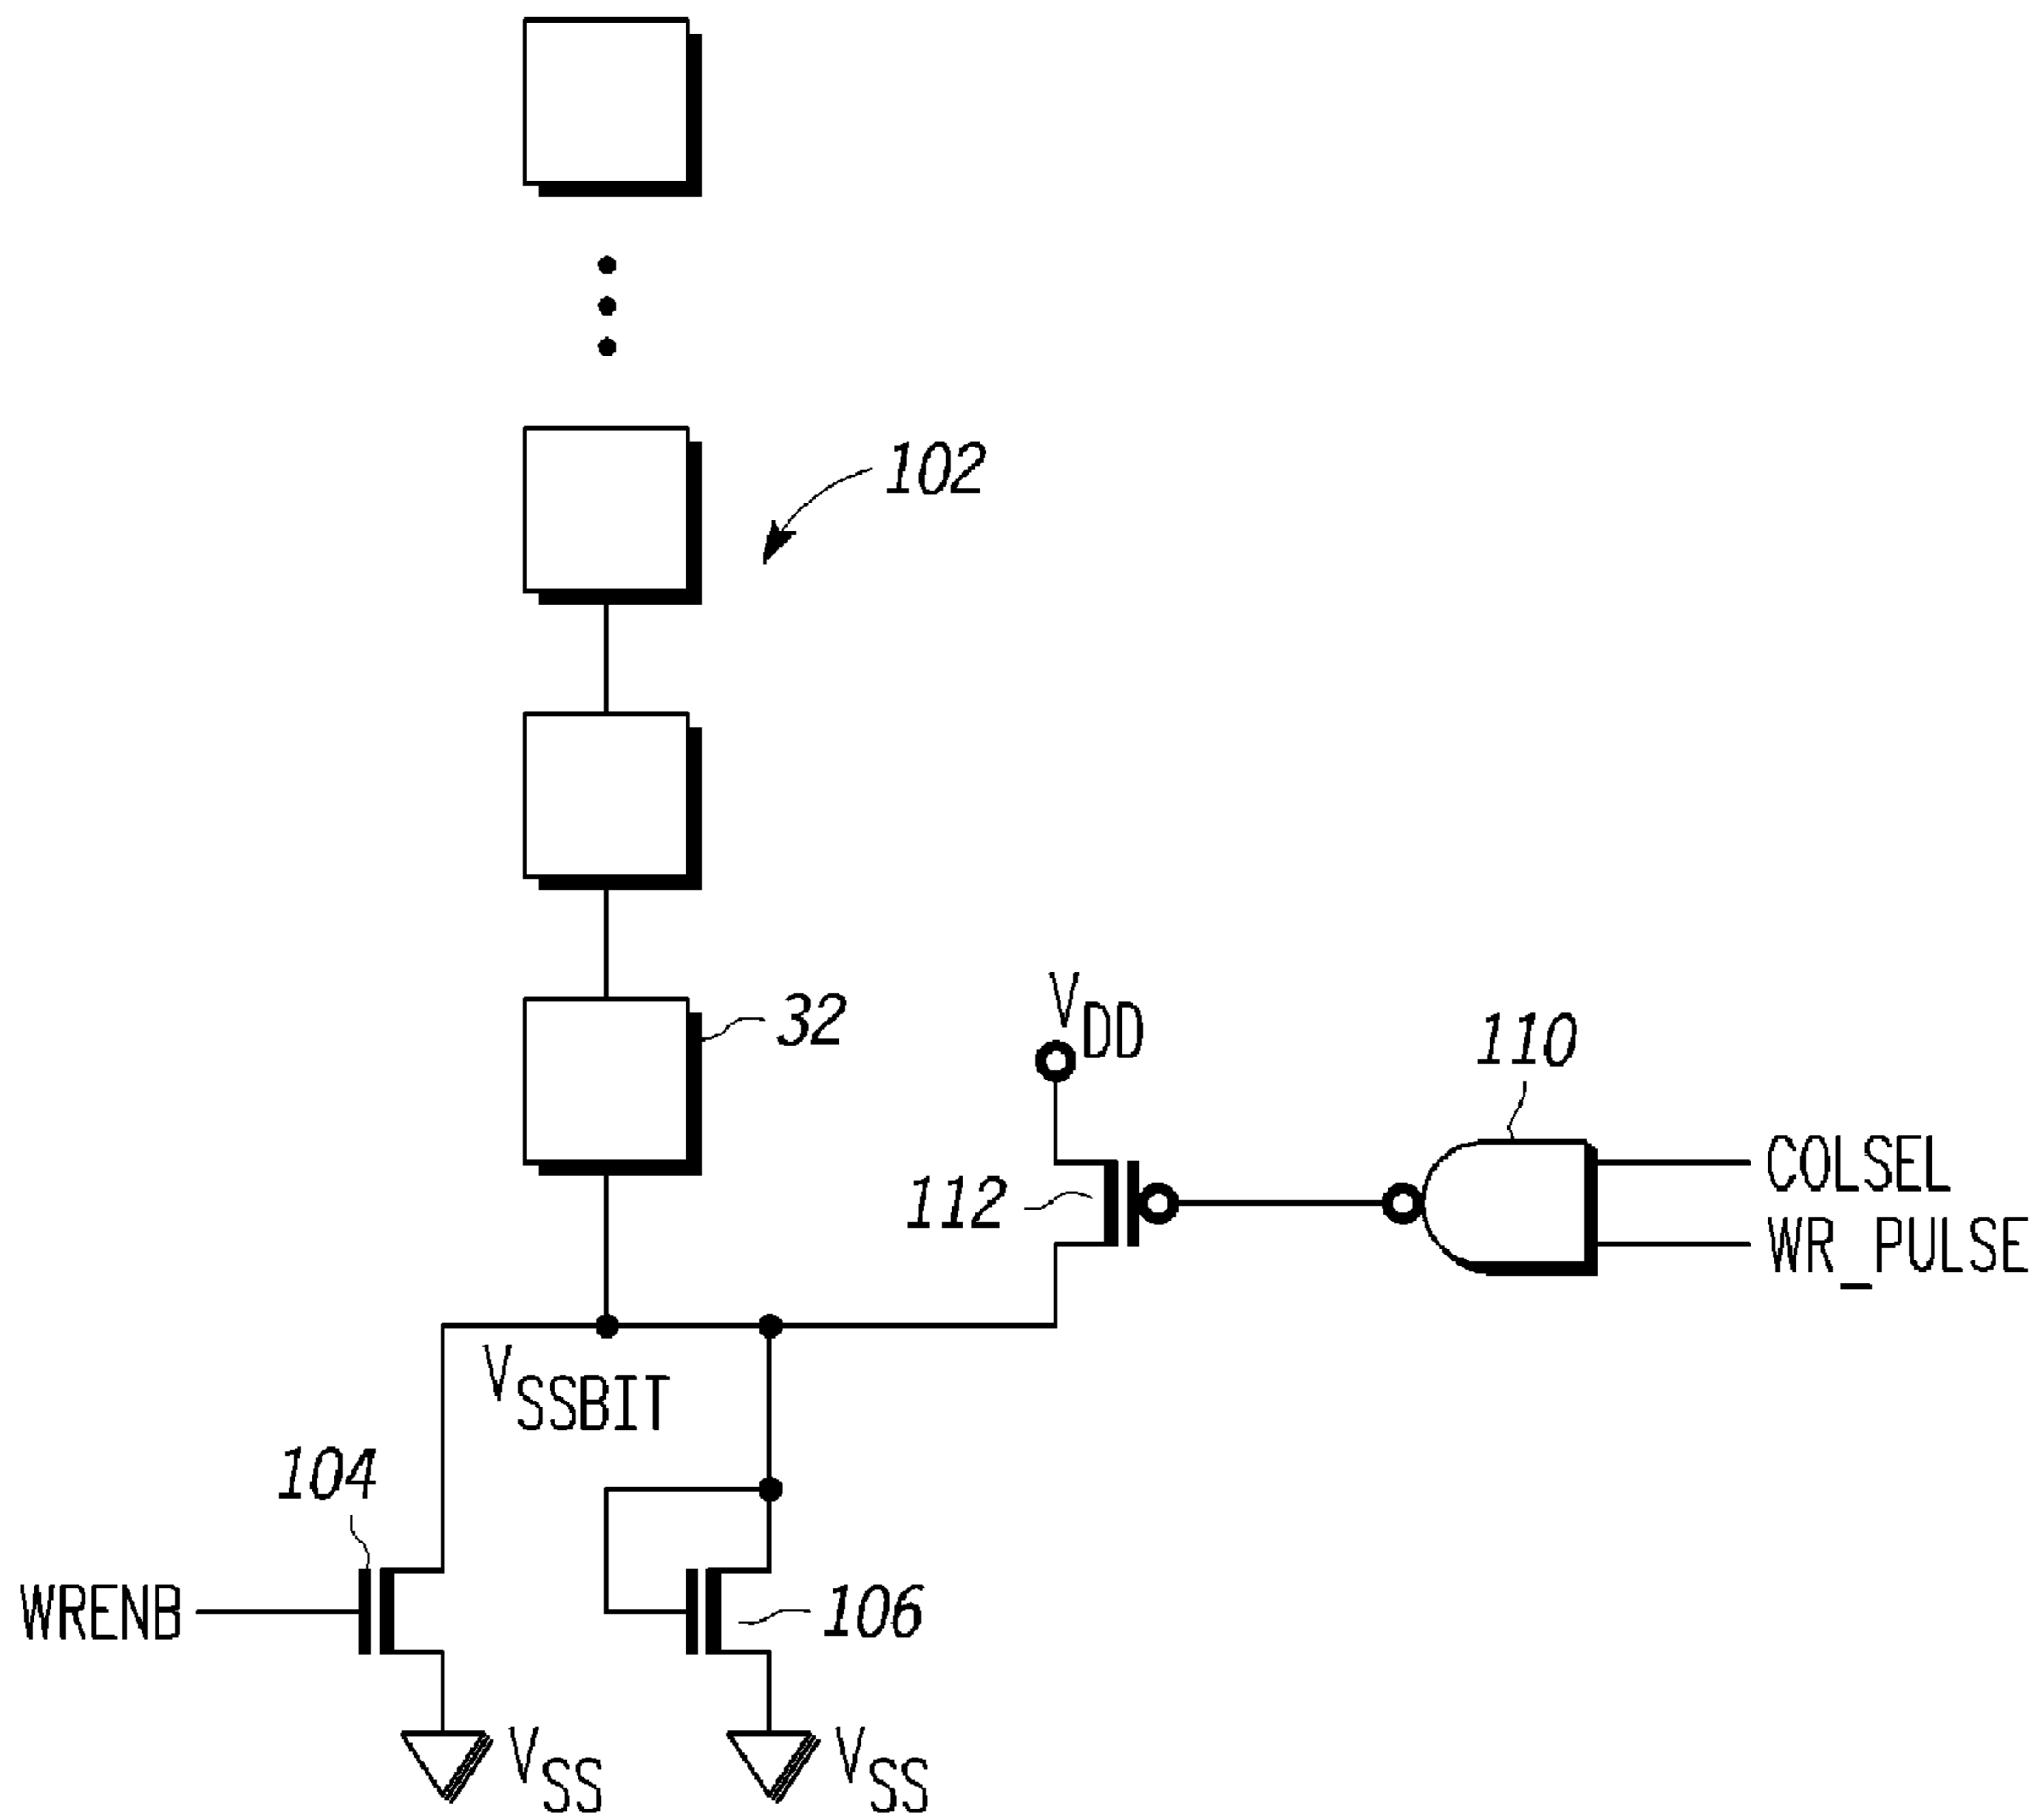 102
32
VDD
110
112
COLSEL
WR_PULSE
VSSBIT
104
WRENB
106
VSS
VSS